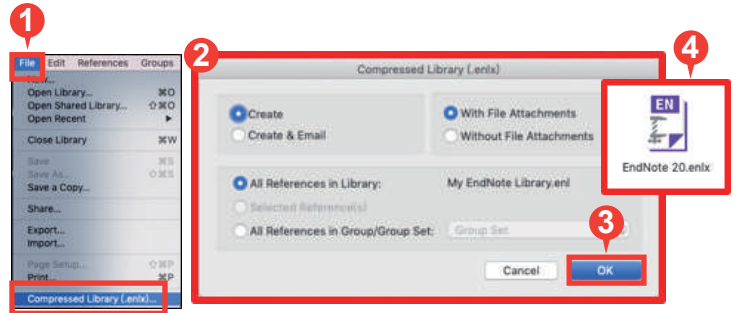 1
File Edit References Groups
Open Library... ⌘O
Open Shared Library... ⇧⌘O
Open Recent ▶
Close Library ⌘W
Save ⌘S
Save As... ⇧⌘S
Save a Copy...
Share...
Export...
Import...
Page Setup... ⇧⌘P
Print... ⌘P
Compressed Library (.enlx)...
2
Compressed Library (.enlx)
Create
With File Attachments
Create & Email
Without File Attachments
All References in Library: My EndNote Library.enl
Selected Reference(s)
All References in Group/Group Set: Group Set
3
Cancel OK
4
EN
EndNote 20.enlx